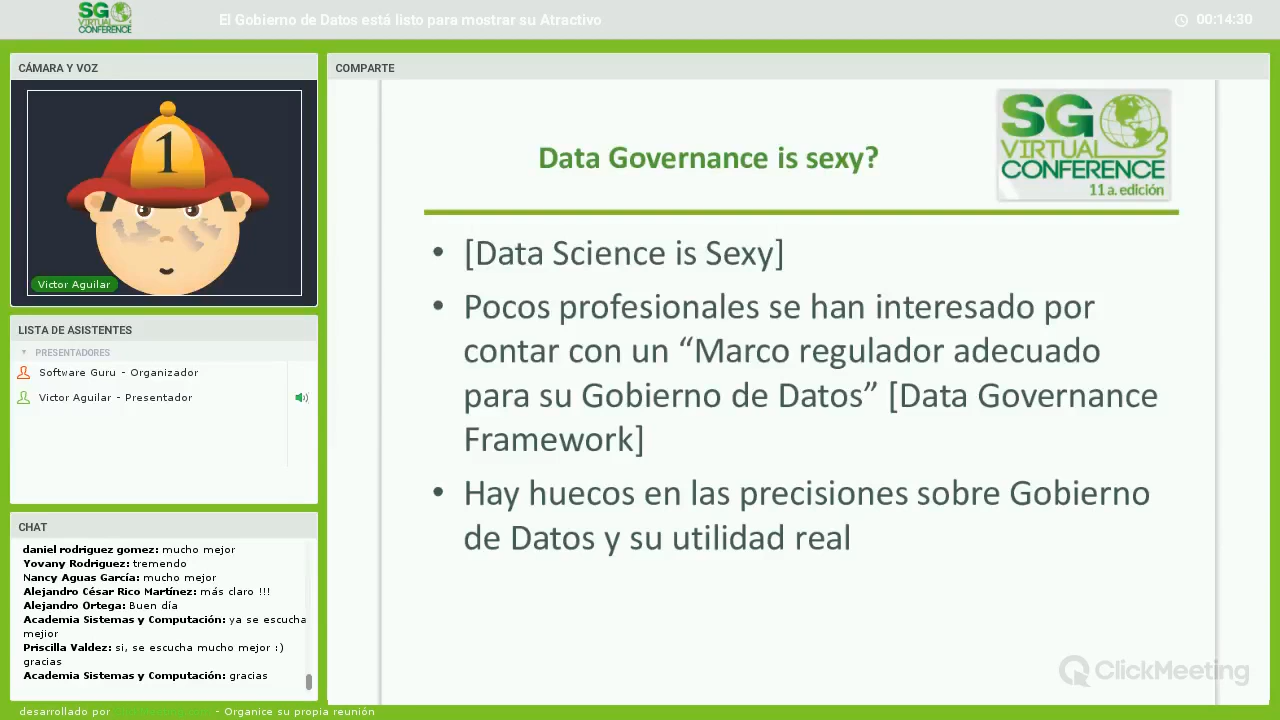 SG
VIRTUAL
CONFERENCE
El Gobierno de Datos está listo para mostrar su Atractivo
00:14:30
CÁMARA Y VOZ
1
Victor Aguilar
LISTA DE ASISTENTES
PRESENTADORES
Software Guru - Organizador
Victor Aguilar - Presentador
CHAT
daniel rodriguez gomez: mucho mejor
Yovany Rodriguez: tremendo
Nancy Aguas García: mucho mejor
Alejandro César Rico Martínez: más claro !!!
Alejandro Ortega: Buen día
Academia Sistemas y Computación: ya se escucha
mejior
Priscilla Valdez: si, se escucha mucho mejor :)
gracias
Academia Sistemas y Computación: gracias
COMPARTE
SG
VIRTUAL
CONFERENCE
11 a. edición
Data Governance is sexy?
• [Data Science is Sexy]
• Pocos profesionales se han interesado por
contar con un “Marco regulador adecuado
para su Gobierno de Datos” [Data Governance
Framework]
• Hay huecos en las precisiones sobre Gobierno
de Datos y su utilidad real
ClickMeeting
desarrollado por - Organice su propia reunión